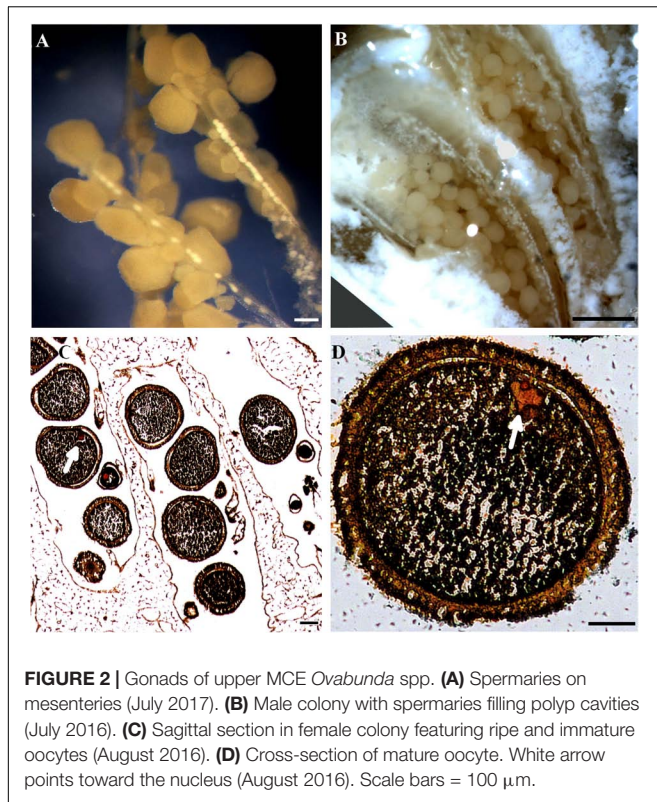 A
B
C
D
FIGURE 2 | Gonads of upper MCE Ovabunda spp. (A) Spermaries on
mesenteries (July 2017). (B) Male colony with spermaries filling polyp cavities
(July 2016). (C) Sagittal section in female colony featuring ripe and immature
oocytes (August 2016). (D) Cross-section of mature oocyte. White arrow
points toward the nucleus (August 2016). Scale bars = 100 μm.